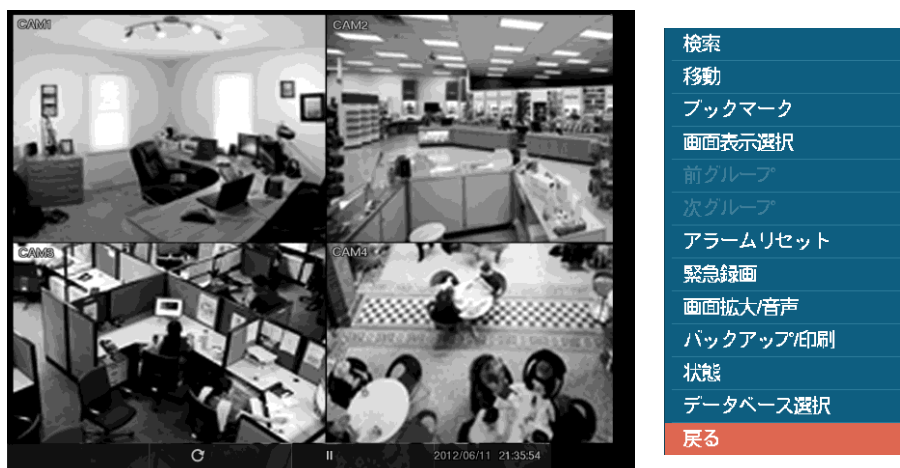 CAM1
CAM2
CAM3
CAM4
2012/06/11 21:35:54
検索
移動
ブックマーク
画面表示選択
前グループ
次グループ
アラームリセット
緊急録画
画面拡大/音声
バックアップ/印刷
状態
データベース選択
戻る